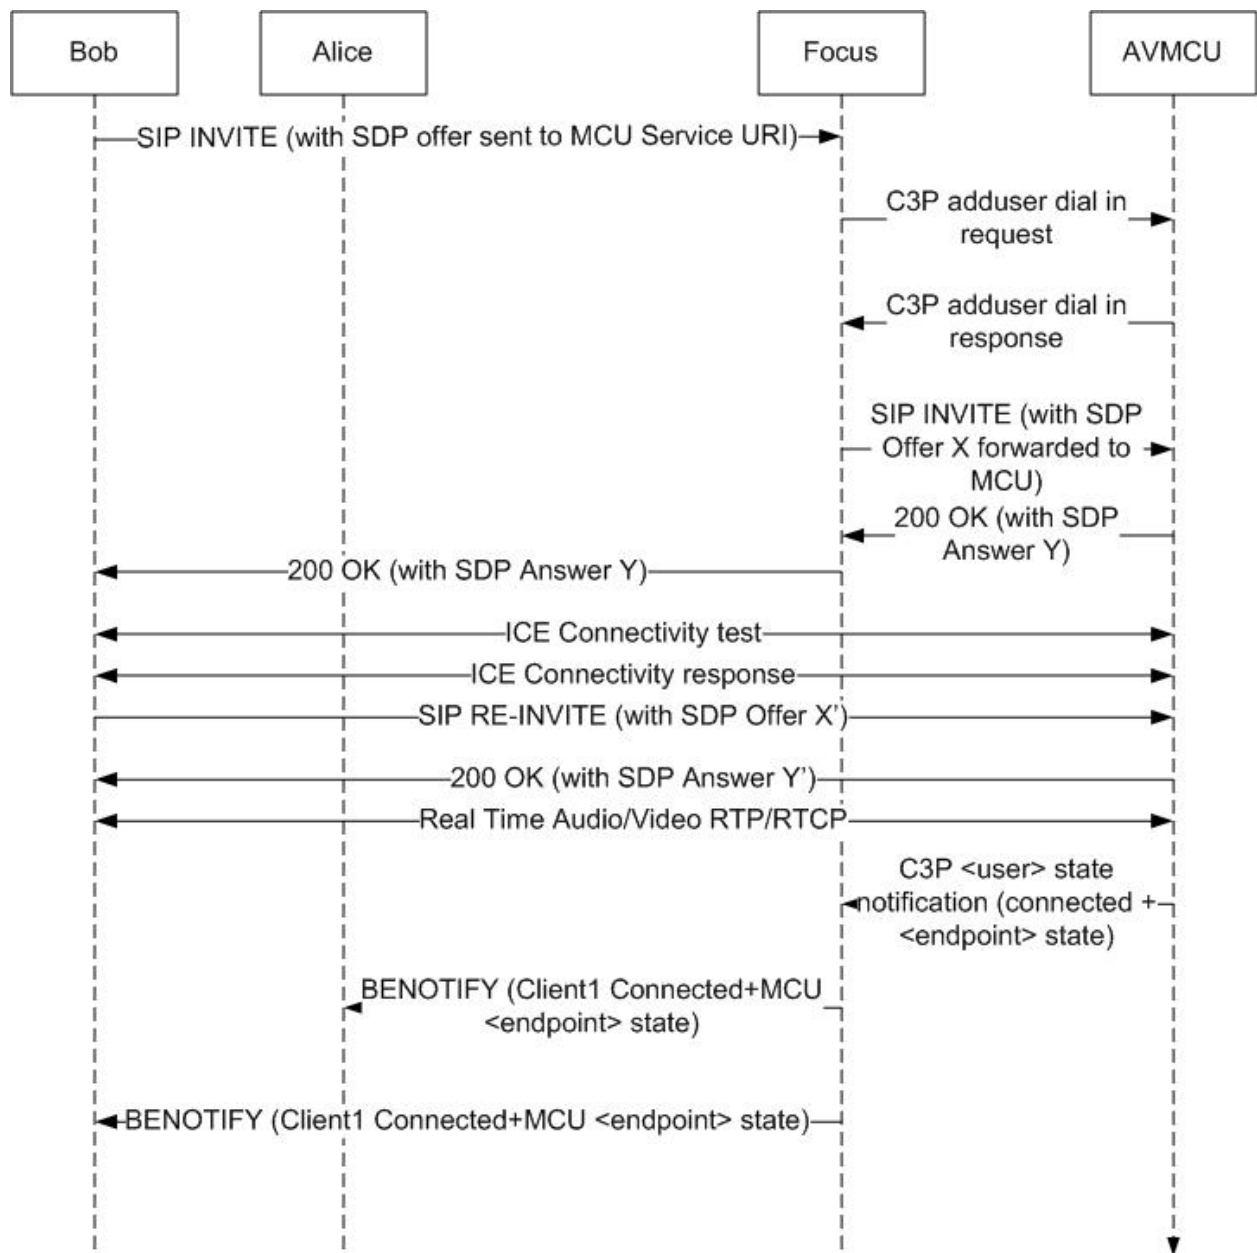 Bob
Alice
Focus
AVMCU
SIP INVITE (with SDP offer sent to MCU Service URI)
C3P adduser dial in
request
C3P adduser dial in
response
SIP INVITE (with SDP
Offer X forwarded to
MCU)
200 OK (with SDP
Answer Y)
200 OK (with SDP Answer Y)
ICE Connectivity test
ICE Connectivity response
SIP RE-INVITE (with SDP Offer X’)
200 OK (with SDP Answer Y’)
Real Time Audio/Video RTP/RTCP
C3P <user> state
notification (connected +
<endpoint> state)
BENOTIFY (Client1 Connected+MCU
<endpoint> state)
BENOTIFY (Client1 Connected+MCU <endpoint> state)